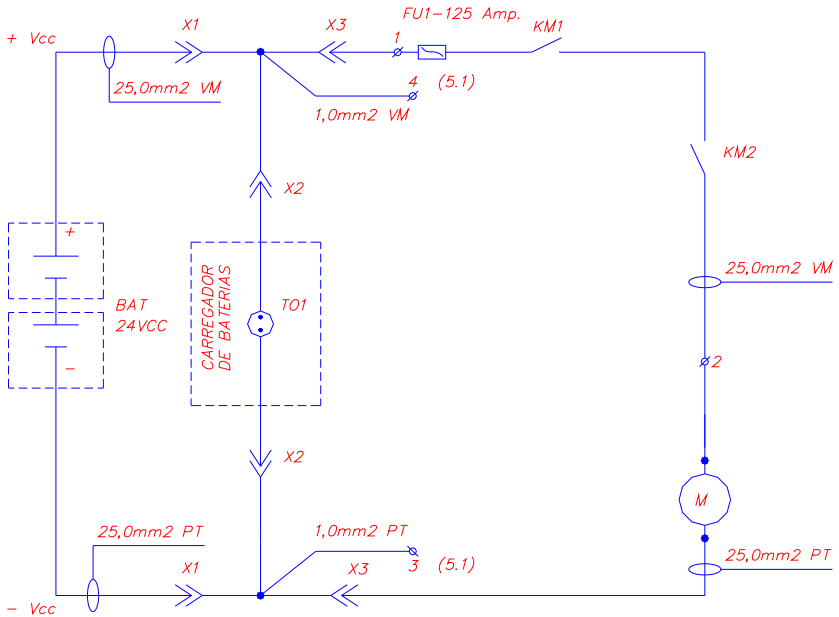 FU1-125 Amp.
+ Vcc
X1
X3
1
KM1
25,0mm2 VM
4 (5.1)
1,0mm2 VM
KM2
X2
+
CARREGADOR
DE BATERIAS
TO1
25,0mm2 VM
BAT
24VCC
-
2
X2
M
25,0mm2 PT
1,0mm2 PT
25,0mm2 PT
X1
X3
3 (5.1)
- Vcc